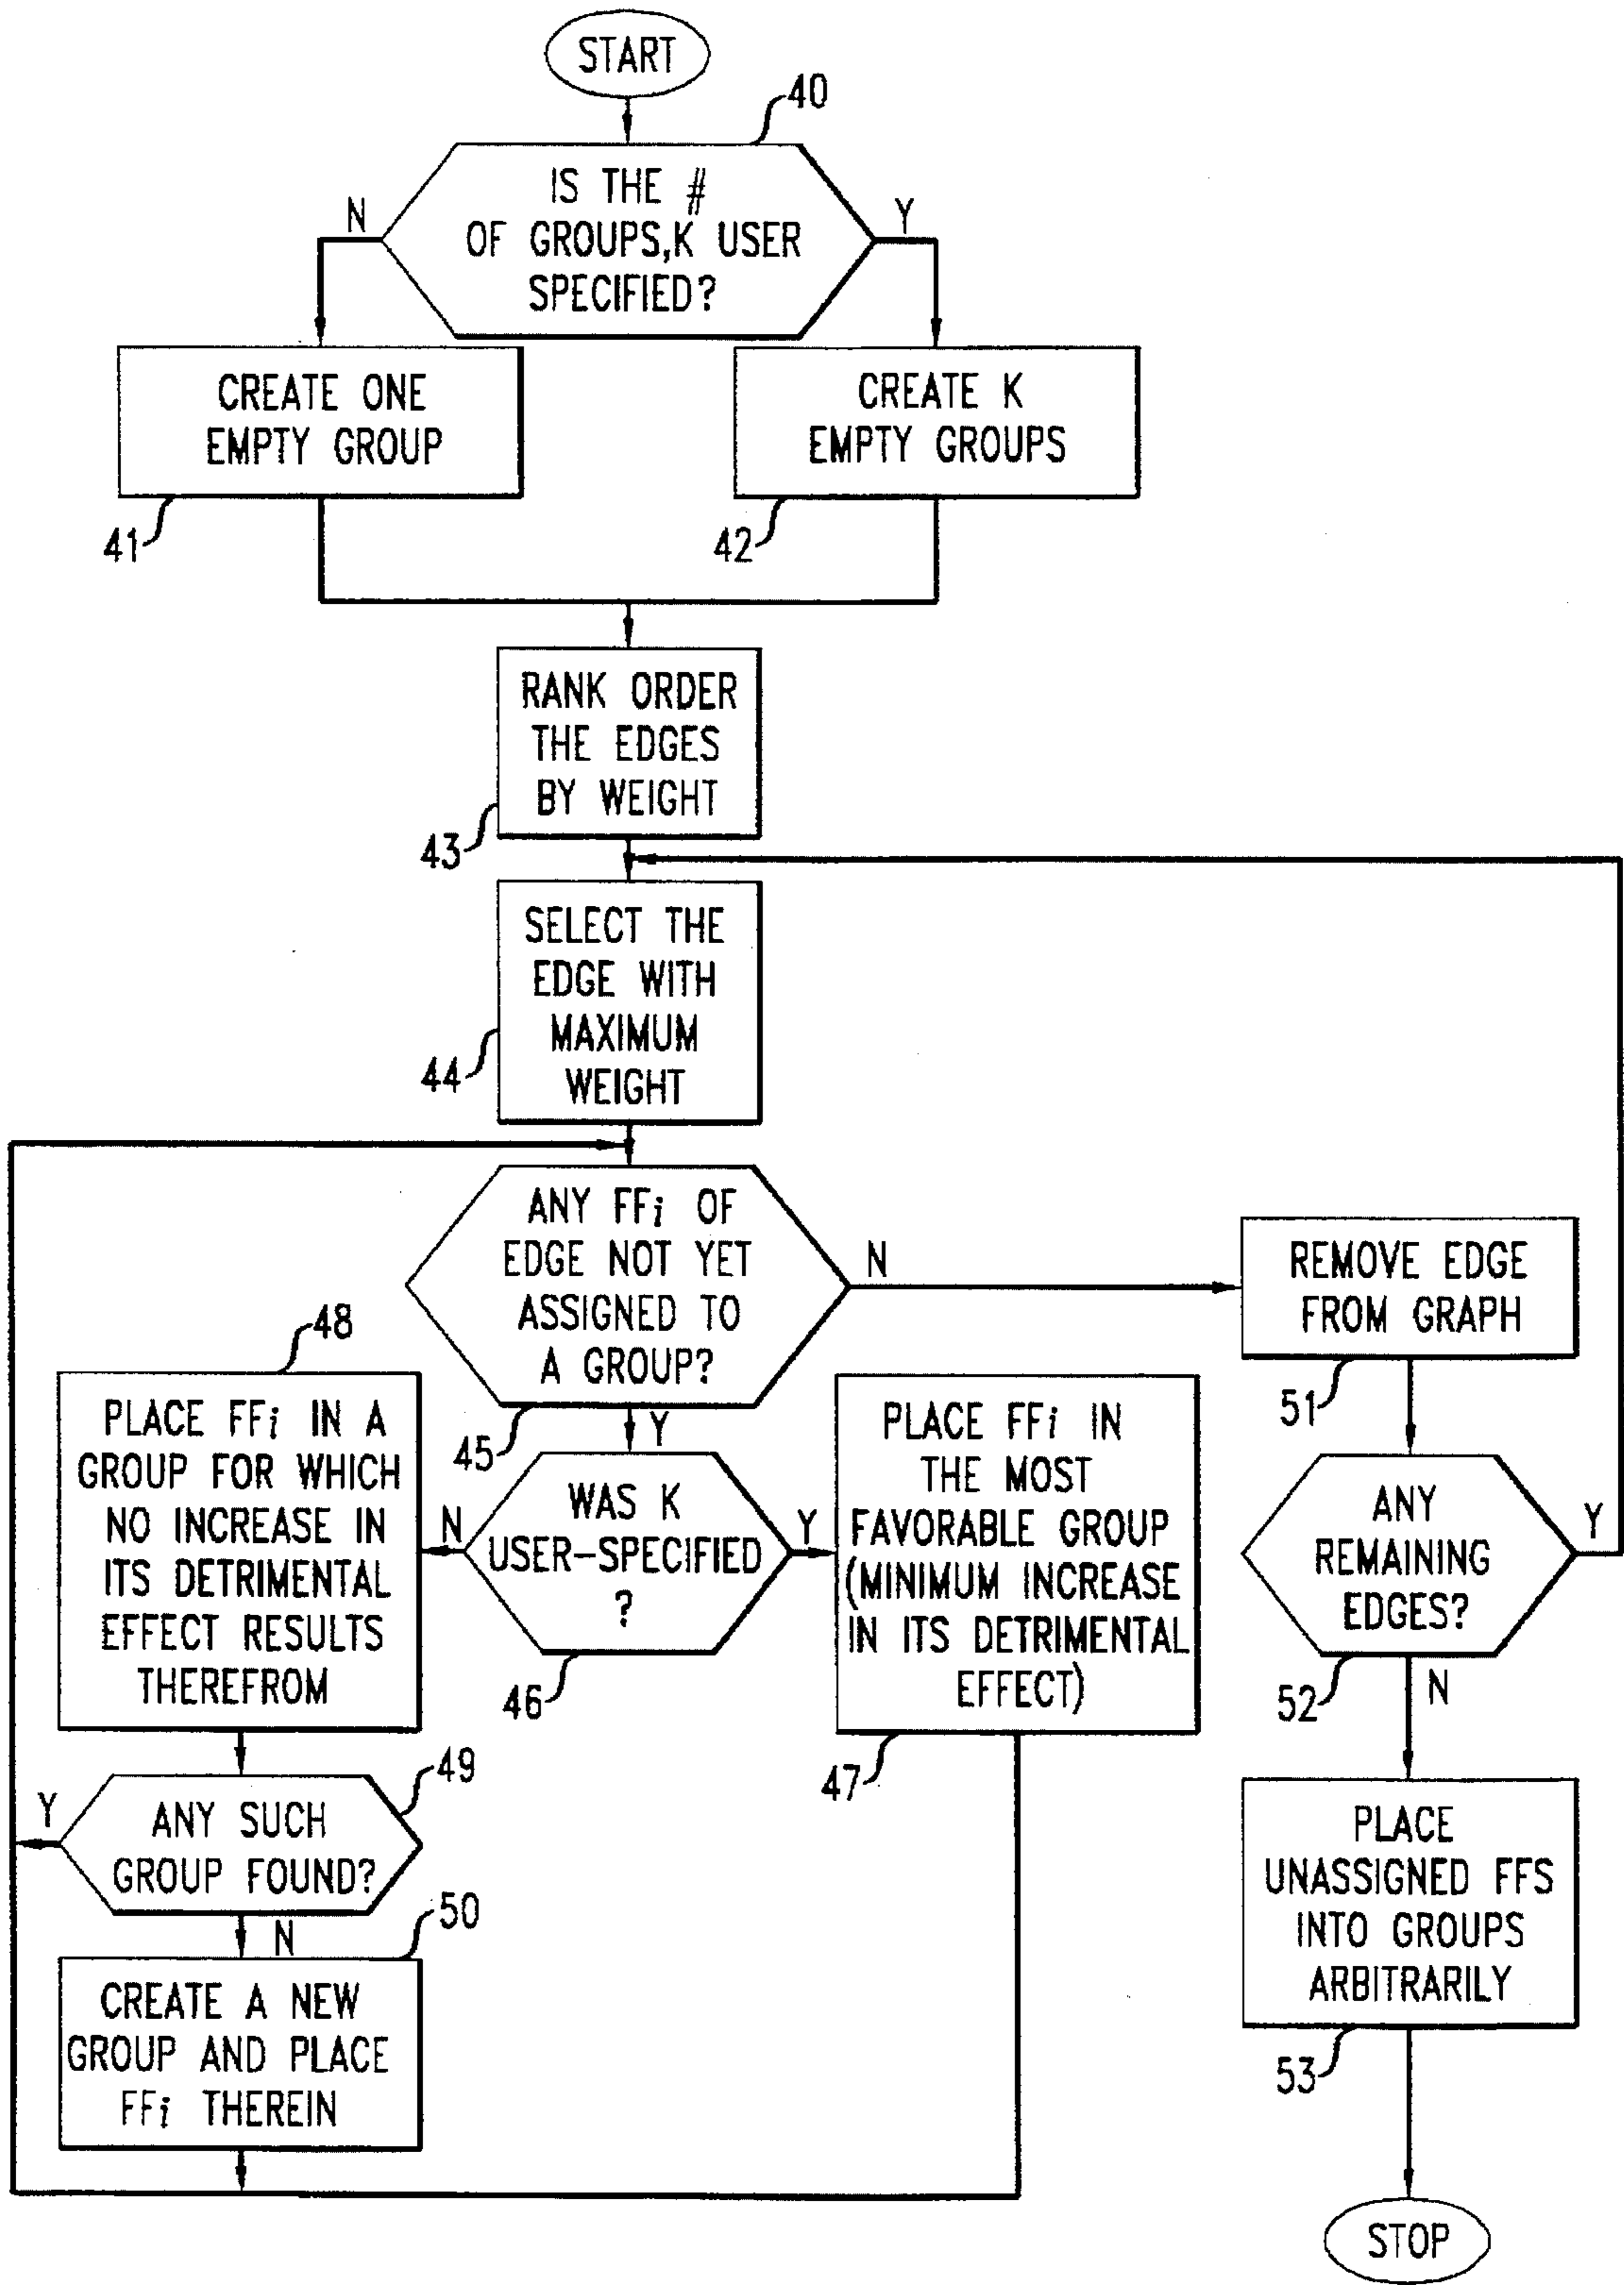 START
40
IS THE #
OF GROUPS,K USER
SPECIFIED?
N
Y
CREATE ONE
EMPTY GROUP
41
CREATE K
EMPTY GROUPS
42
RANK ORDER
THE EDGES
BY WEIGHT
43
SELECT THE
EDGE WITH
MAXIMUM
WEIGHT
44
ANY FFi OF
EDGE NOT YET
ASSIGNED TO
A GROUP?
45
N
Y
WAS K
USER-SPECIFIED
?
46
N
Y
PLACE FFi IN
THE MOST
FAVORABLE GROUP
(MINIMUM INCREASE
IN ITS DETRIMENTAL
EFFECT)
47
48
PLACE FFi IN A
GROUP FOR WHICH
NO INCREASE IN
ITS DETRIMENTAL
EFFECT RESULTS
THEREFROM
49
ANY SUCH
GROUP FOUND?
Y
N
50
CREATE A NEW
GROUP AND PLACE
FFi THEREIN
REMOVE EDGE
FROM GRAPH
51
ANY
REMAINING
EDGES?
52
Y
N
PLACE
UNASSIGNED FFS
INTO GROUPS
ARBITRARILY
53
STOP